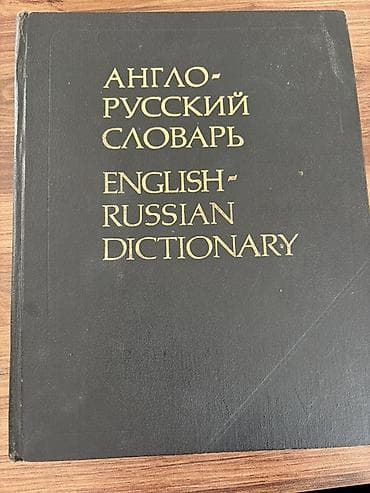 АНГЛО-
РУССКИЙ
СЛОВАРЬ
ENGLISH-
RUSSIAN
DICTIONARY